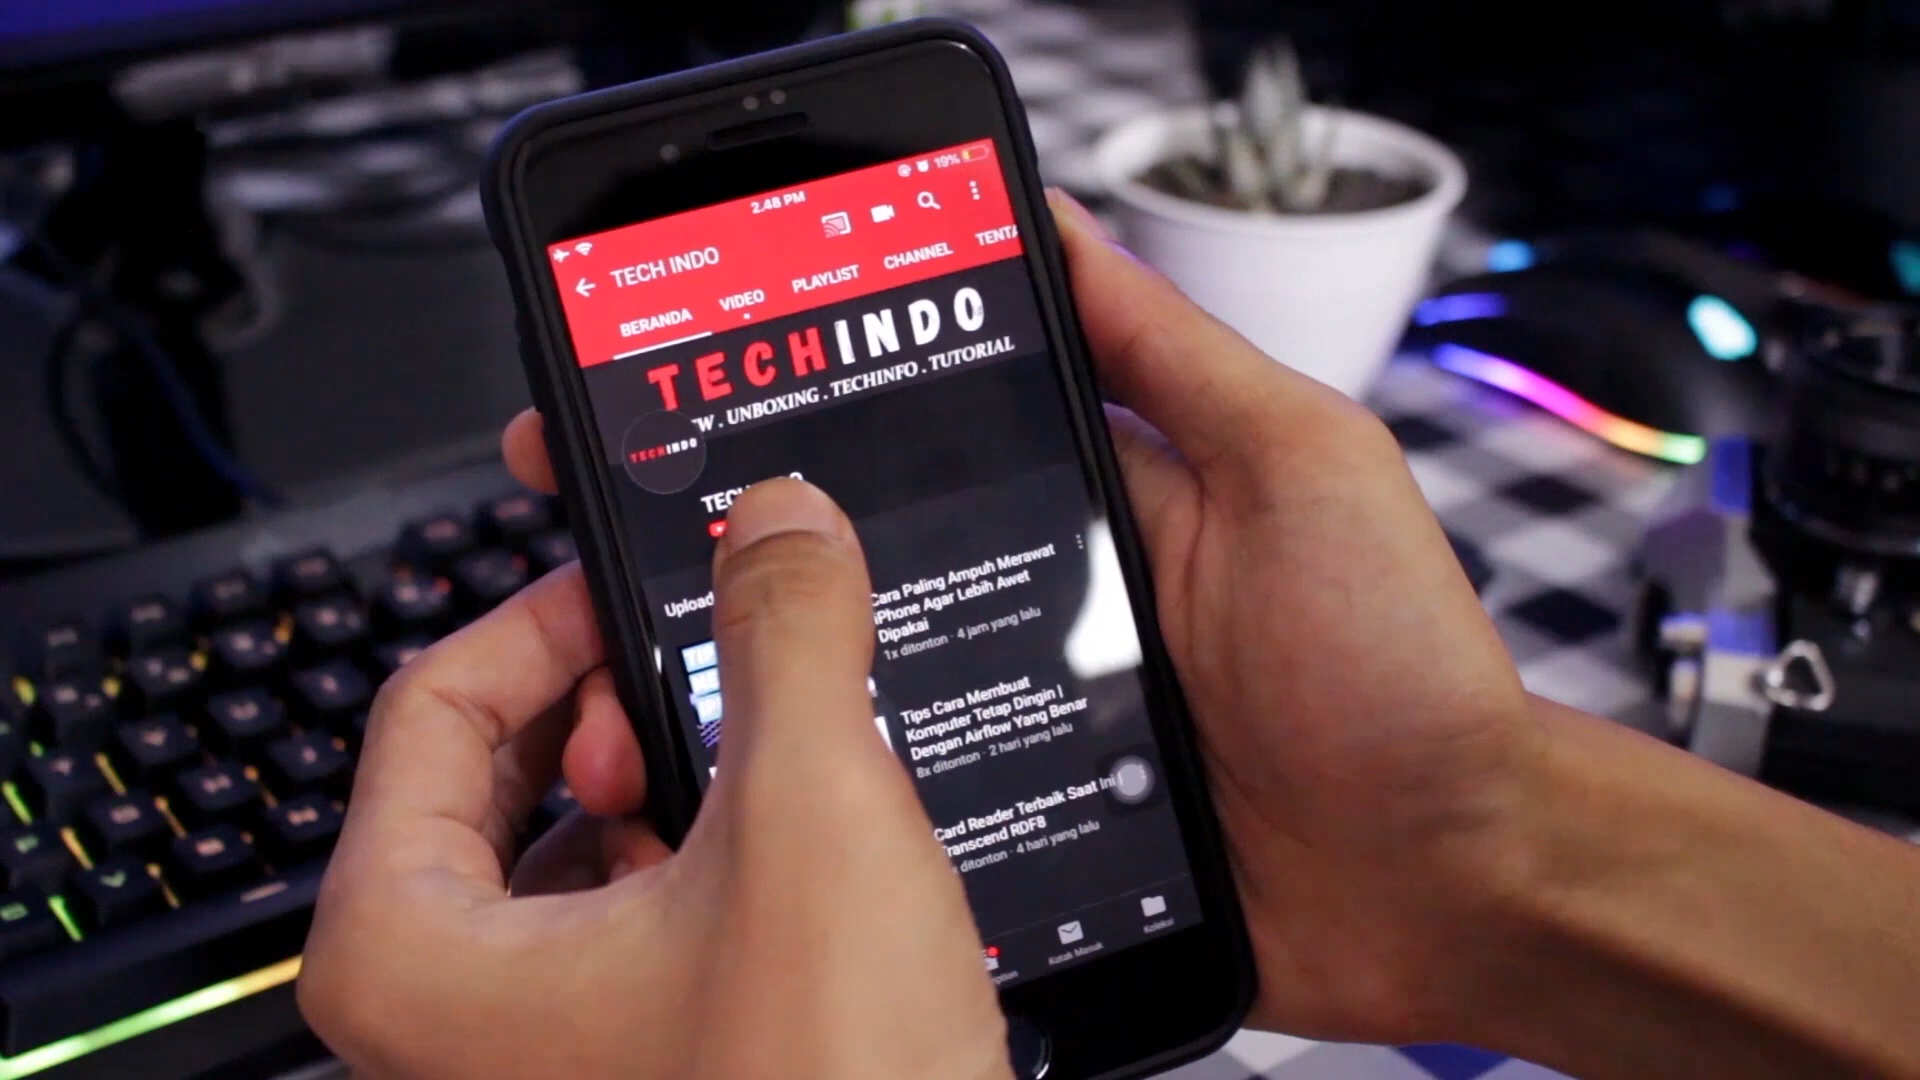 2.48 PM
19%
TECH INDO
BERANDA VIDEO PLAYLIST CHANNEL
TECHINDO
UNBOXING . TECHINFO . TUTORIAL
TECHINDO
Cara Paling Ampuh Merawat
iPhone Agar Lebih Awet
Dipakai
1x ditonton · 4 jam yang lalu
Tips Cara Membuat
Komputer Tetap Dingin |
Dengan Airflow Yang Benar
8x ditonton · 2 hari yang lalu
Card Reader Terbaik Saat Ini |
Transcend RDF8
ditonton · 4 hari yang lalu
Kotak Masuk
Koleksi